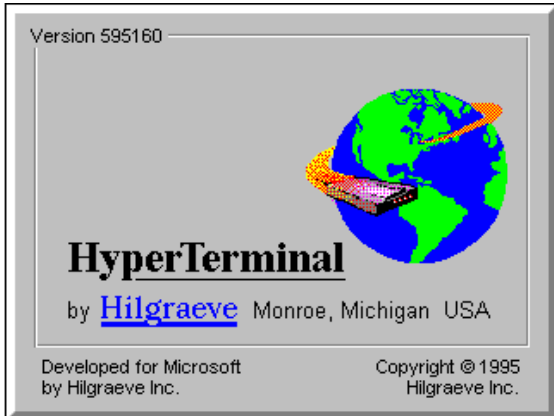 Version 595160
HyperTerminal
by Hilgraeve Monroe, Michigan USA
Developed for Microsoft
by Hilgraeve Inc.
Copyright © 1995
Hilgraeve Inc.